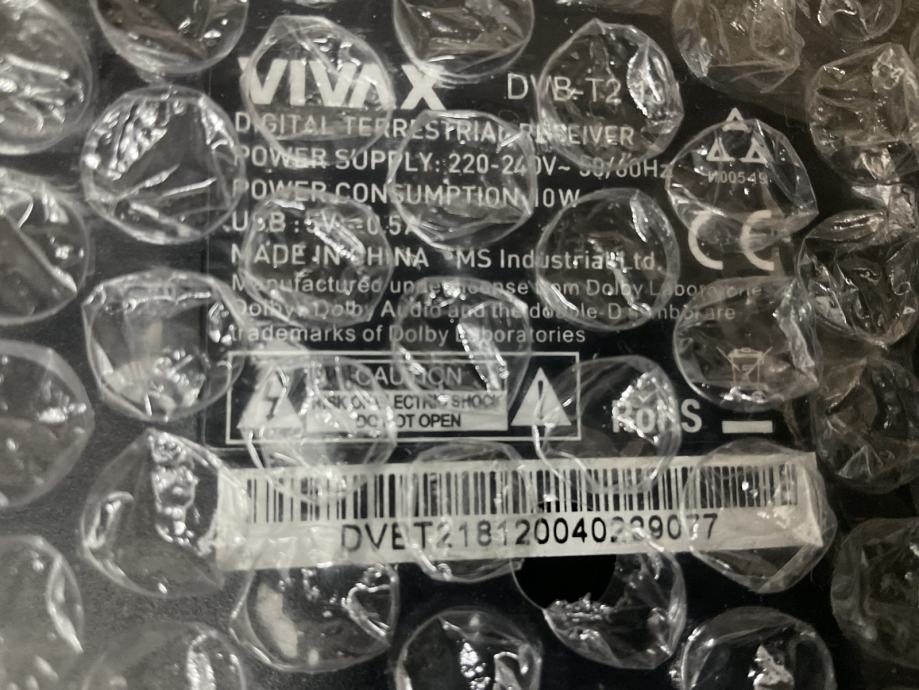 VIVAX DVB-T2
DIGITAL TERRESTRIAL RECEIVER
POWER SUPPLY: 220-240V~ 50/60Hz
POWER CONSUMPTION 10W
USB : 5V 0.5A
N00549
CE
MADE IN CHINA MS Industrial Ltd.
Manufactured under license from Dolby Laboratories
Dolby, Dolby Audio and the double-D symbol are
trademarks of Dolby Laboratories
CAUTION
RISK OF ELECTRIC SHOCK
DO NOT OPEN
RoHS